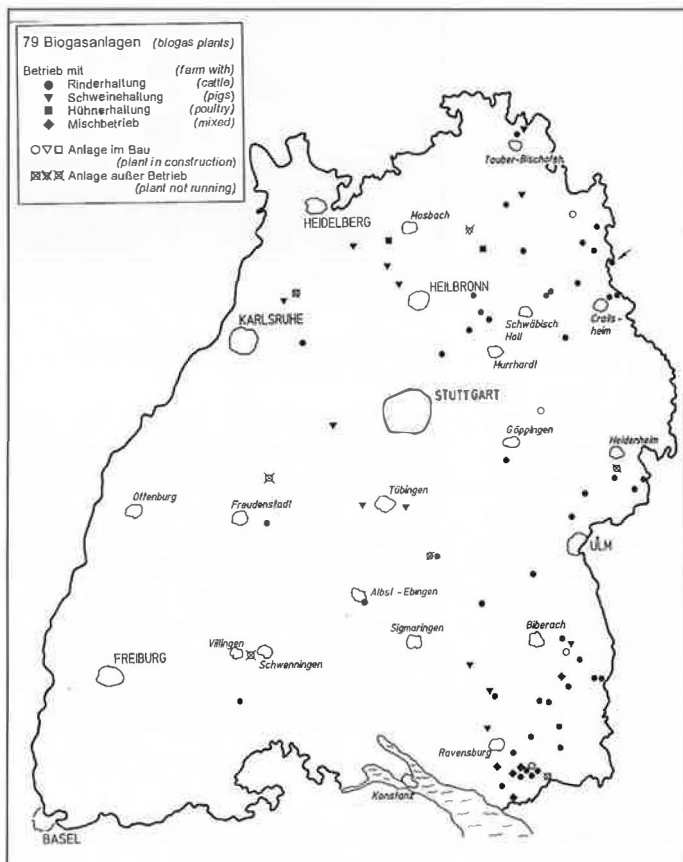 79 Biogasanlagen (biogas plants)
Betrieb mit (farm with)
Rinderhaltung (cattle)
Schweinehaltung (pigs)
Hühnerhaltung (poultry)
Mischbetrieb (mixed)
Anlage im Bau
(plant in construction)
Anlage außer Betrieb
(plant not running)
Tauber-Bischofsh.
HEIDELBERG
Mosbach
HEILBRONN
KARLSRUHE
Schwäbisch
Hall
Crails-
heim
Murrhardt
STUTTGART
Göppingen
Heidenheim
Offenburg
Freudenstadt
Tübingen
ULM
Albst-Ebingen
Sigmaringen
Biberach
Villingen
Schwenningen
FREIBURG
Ravensburg
Konstanz
BASEL